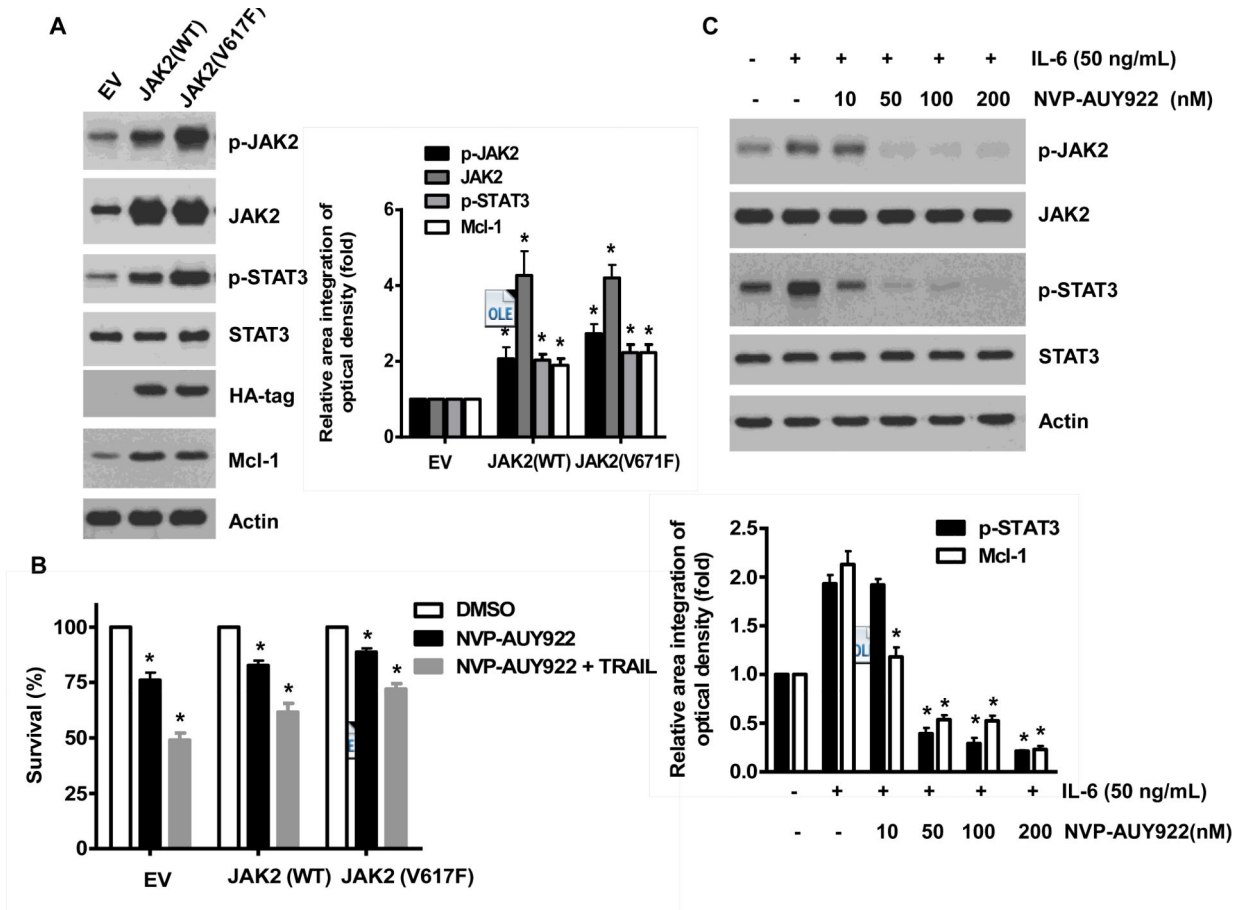 A
EV JAK2(WT) JAK2(V617F)
p-JAK2
JAK2
p-STAT3
STAT3
HA-tag
Mcl-1
Actin
p-JAK2
JAK2
p-STAT3
Mcl-1
Relative area integration of
optical density (fold)
6
4
2
0
OLE
* * * *
* * * *
EV JAK2(WT) JAK2(V671F)
B
Survival (%)
100
75
50
25
0
DMSO
NVP-AUY922
NVP-AUY922 + TRAIL
* * * * * *
EV JAK2 (WT) JAK2 (V617F)
C
- + + + + + IL-6 (50 ng/mL)
- - 10 50 100 200 NVP-AUY922 (nM)
p-JAK2
JAK2
p-STAT3
STAT3
Actin
Relative area integration of
optical density (fold)
2.5
2.0
1.5
1.0
0.5
0.0
p-STAT3
Mcl-1
* * * * * * *
- + + + + + IL-6 (50 ng/mL)
- - 10 50 100 200 NVP-AUY922(nM)